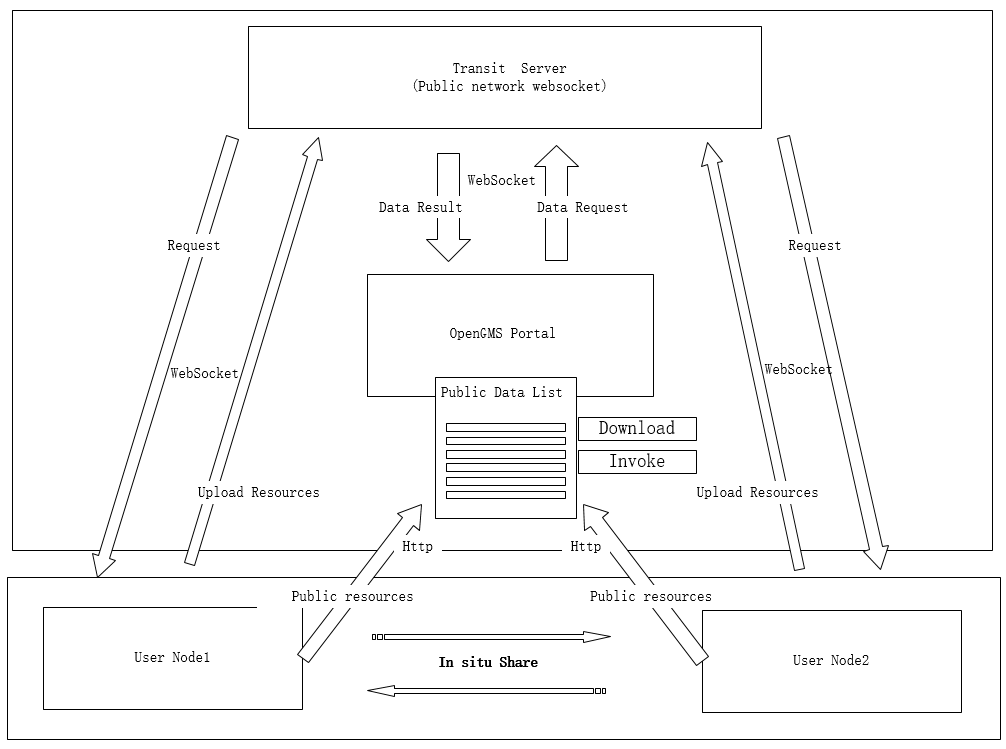 Transit Server
(Public network websocket)
WebSocket
Data Result
Data Request
Request
Request
OpenGMS Portal
WebSocket
WebSocket
Public Data List
Download
Invoke
Upload Resources
Upload Resources
Http
Http
Public resources
Public resources
User Node1
In situ Share
User Node2